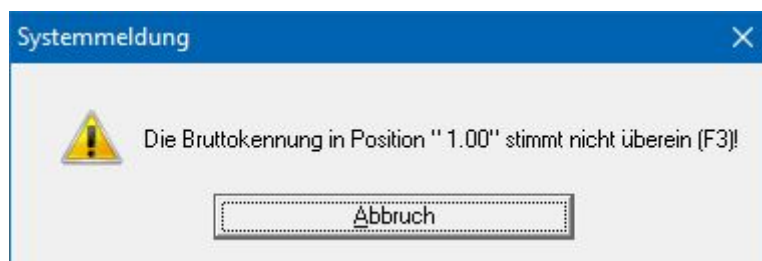 Systemmeldung
Die Bruttokennung in Position " 1.00" stimmt nicht überein (F3)!
Abbruch